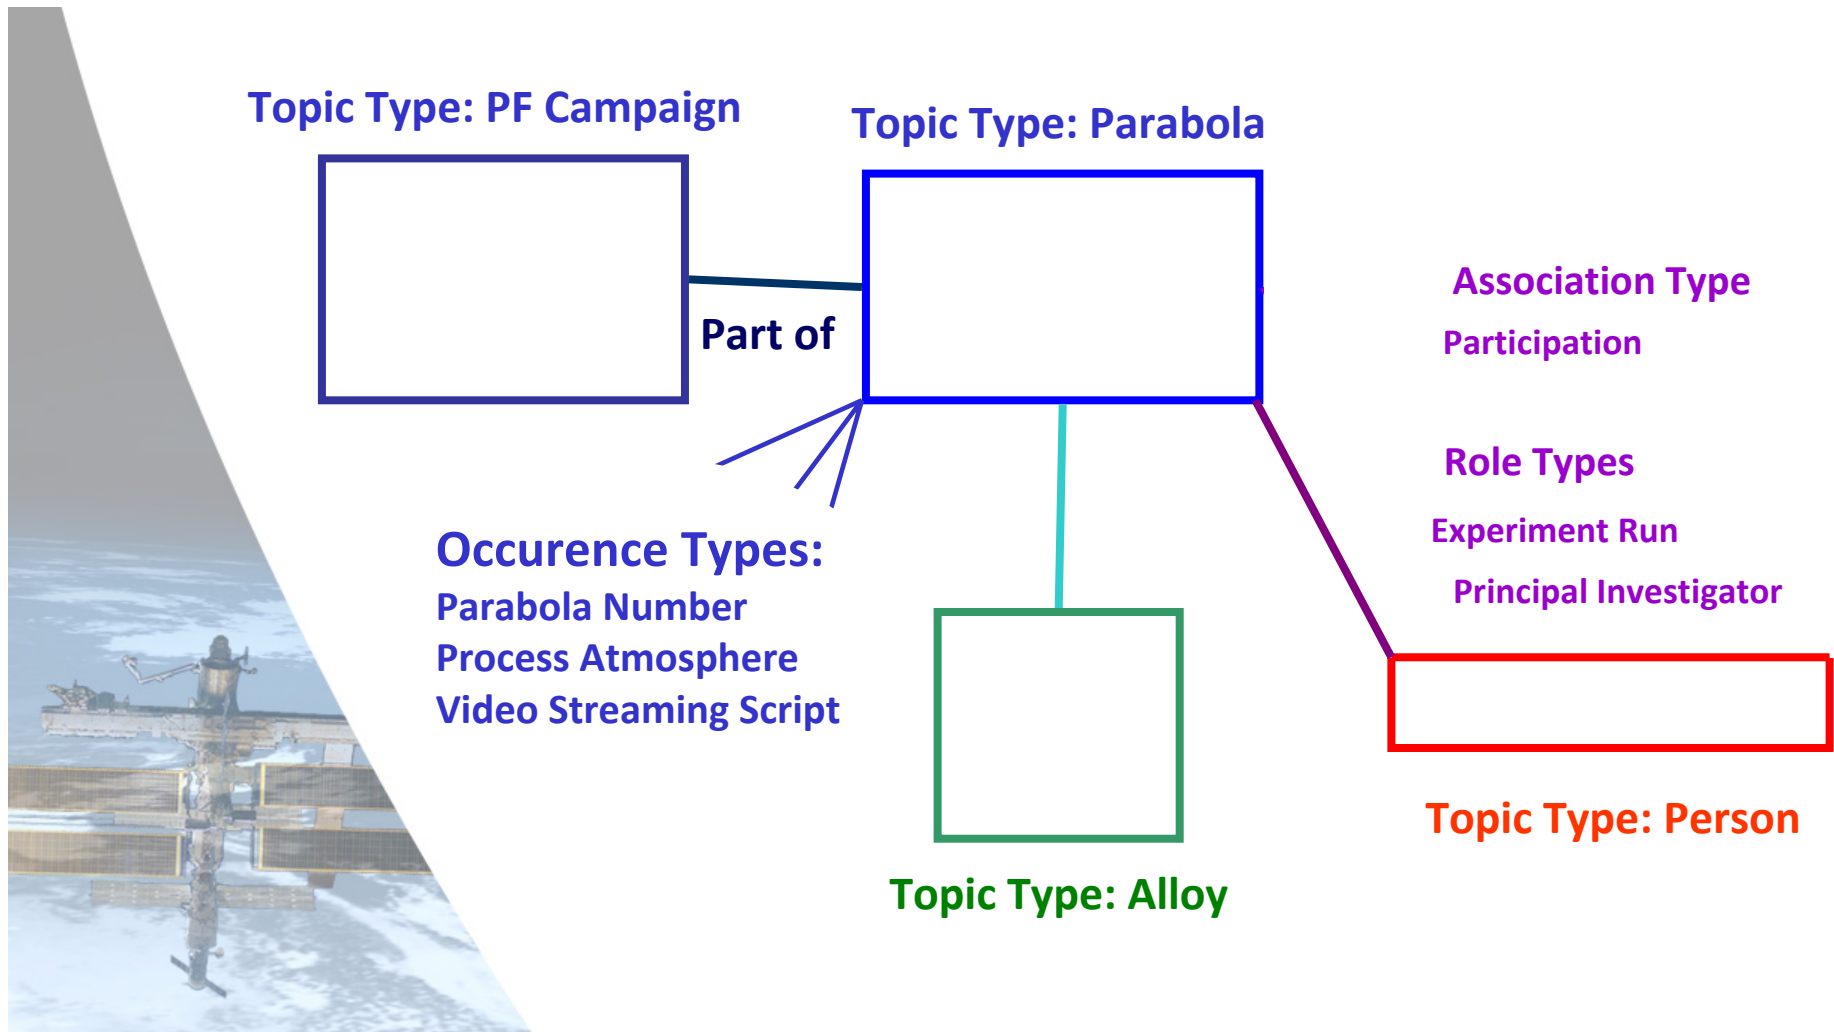 Topic Type: PF Campaign
Topic Type: Parabola
Part of
Association Type
Participation
Role Types
Experiment Run
Principal Investigator
Occurence Types:
Parabola Number
Process Atmosphere
Video Streaming Script
Topic Type: Person
Topic Type: Alloy